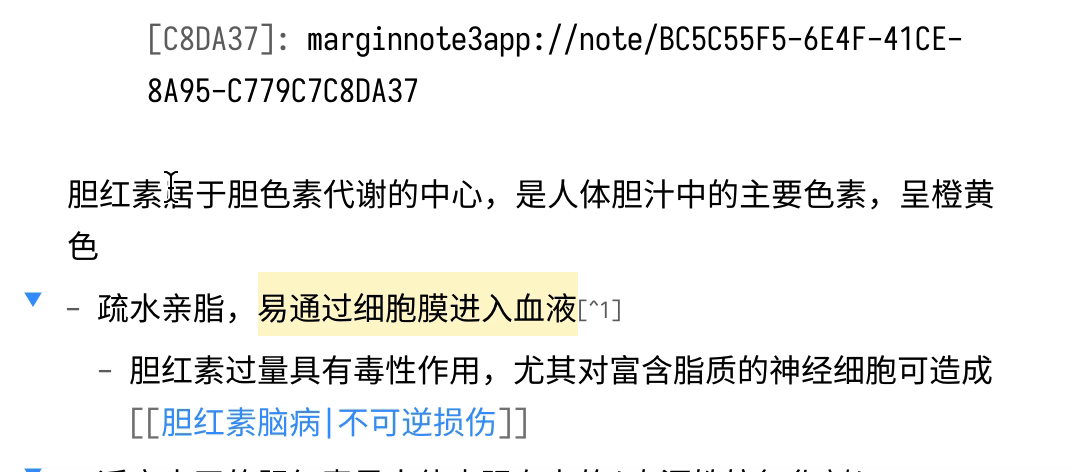 [C8DA37]: marginnote3app://note/BC5C55F5-6E4F-41CE-
8A95-C779C7C8DA37
胆红素居于胆色素代谢的中心，是人体胆汁中的主要色素，呈橙黄
色
- 疏水亲脂，易通过细胞膜进入血液[^1]
- 胆红素过量具有毒性作用，尤其对富含脂质的神经细胞可造成
[[胆红素脑病|不可逆损伤]]